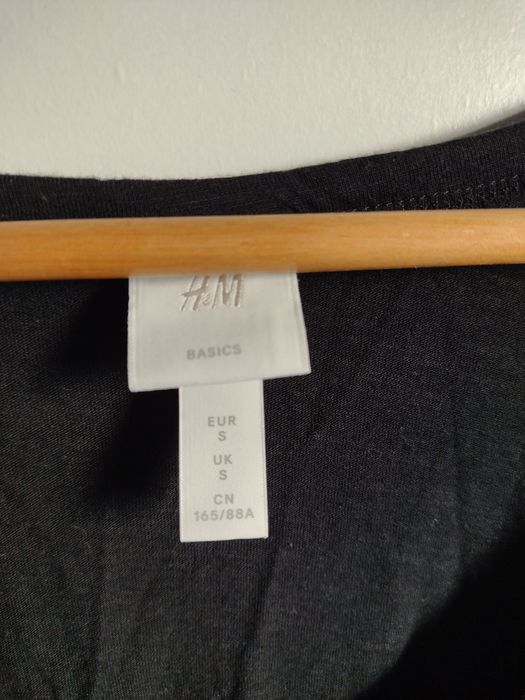 H&M
BASICS
EUR
S
UK
S
CN
165/88A